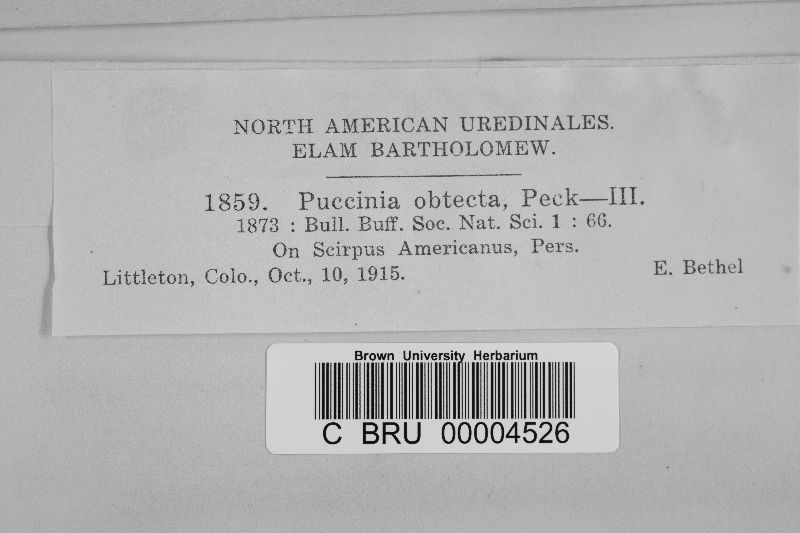 NORTH AMERICAN UREDINALES.
ELAM BARTHOLOMEW.
1859. Puccinia obtecta, Peck—III.
1873 : Bull. Buff. Soc. Nat. Sci. 1 : 66.
On Scirpus Americanus, Pers.
Littleton, Colo., Oct., 10, 1915. E. Bethel
Brown University Herbarium
C BRU 00004526